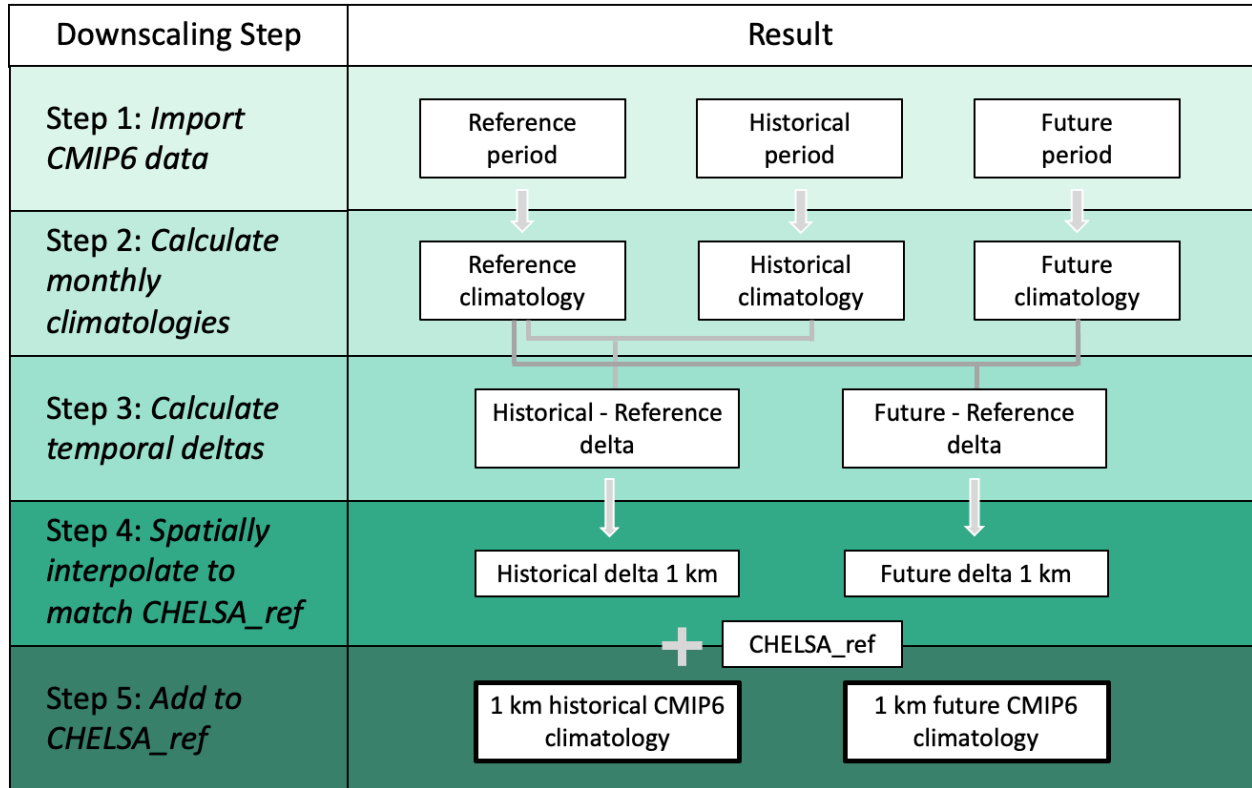 Downscaling Step
Result
Step 1: Import
CMIP6 data
Reference
period
Historical
period
Future
period
Step 2: Calculate
monthly
climatologies
Reference
climatology
Historical
climatology
Future
climatology
Step 3: Calculate
temporal deltas
Historical - Reference
delta
Future - Reference
delta
Step 4: Spatially
interpolate to
match CHELSA_ref
Historical delta 1 km
Future delta 1 km
CHELSA_ref
Step 5: Add to
CHELSA_ref
1 km historical CMIP6
climatology
1 km future CMIP6
climatology